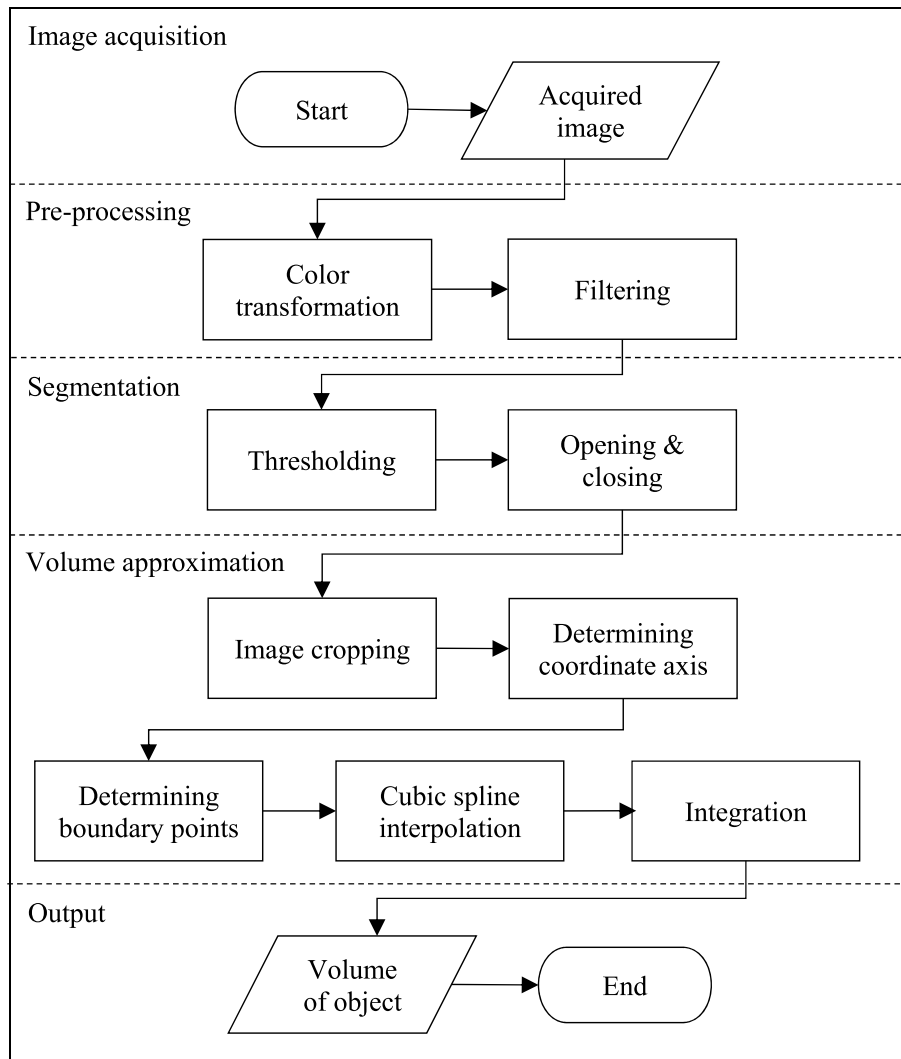 Image acquisition
Start
Acquired
image
Pre-processing
Color
transformation
Filtering
Segmentation
Thresholding
Opening &
closing
Volume approximation
Image cropping
Determining
coordinate axis
Determining
boundary points
Cubic spline
interpolation
Integration
Output
Volume
of object
End